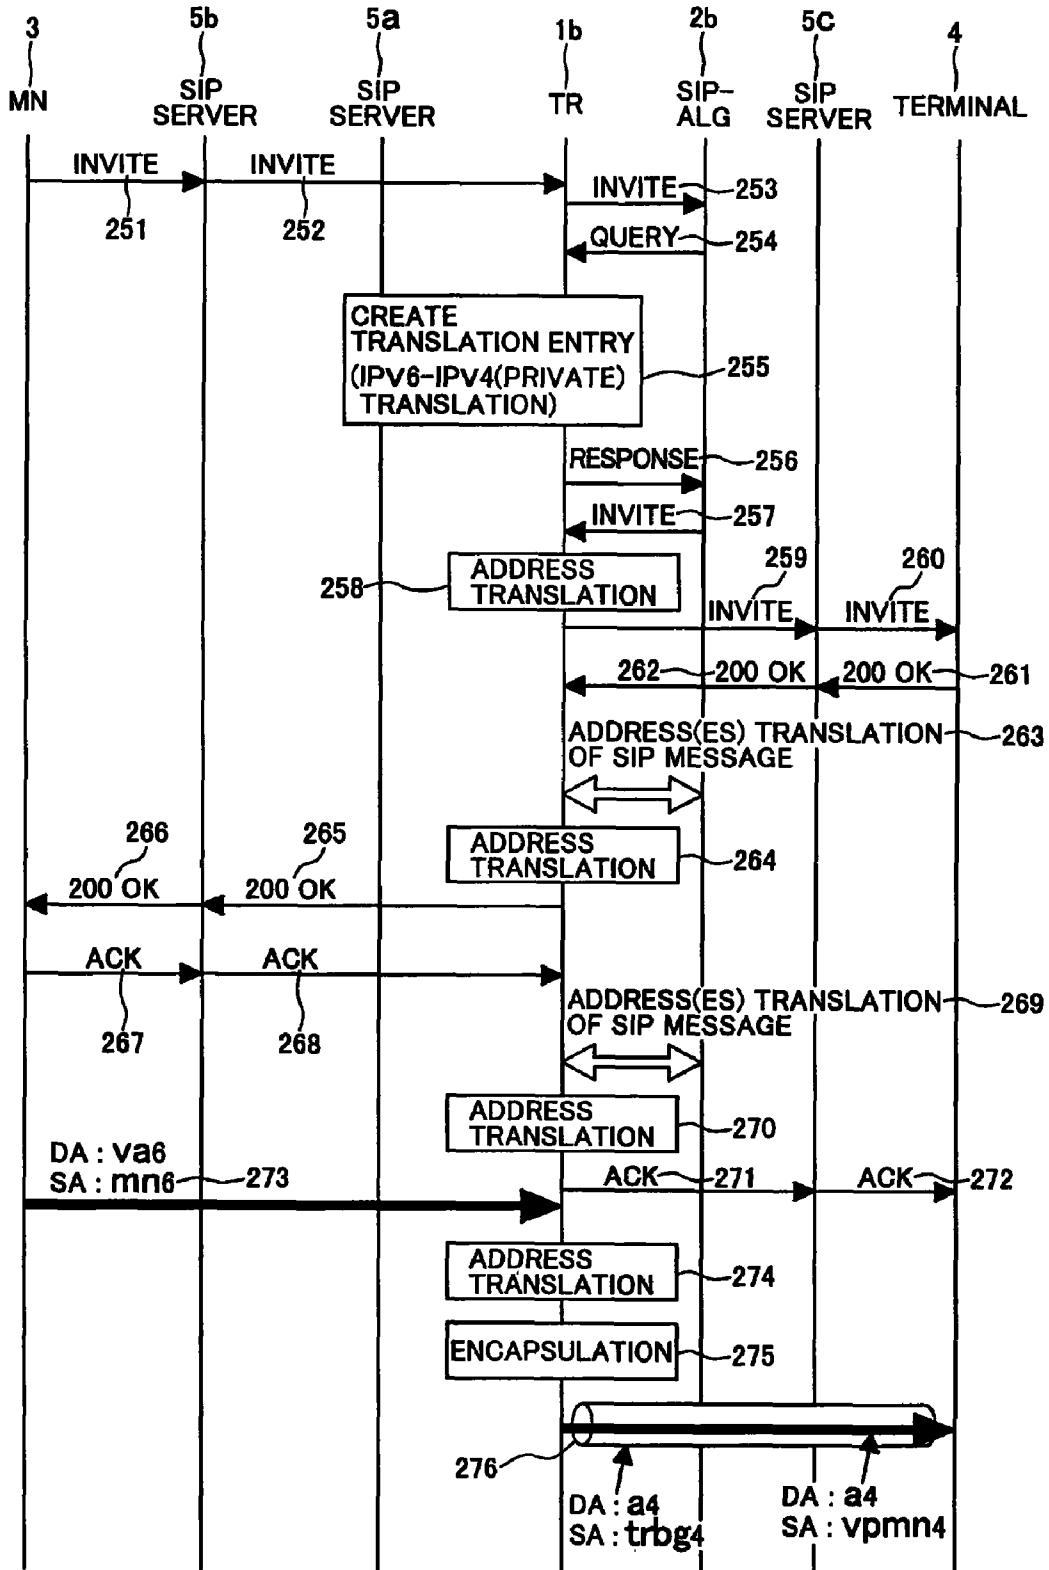 3
5b
5a
1b
2b
5c
4
MN
SIP SERVER
SIP SERVER
TR
SIP-ALG
SIP SERVER
TERMINAL
INVITE
251
INVITE
252
INVITE 253
QUERY 254
CREATE
TRANSLATION ENTRY
(IPV6-IPV4(PRIVATE)
TRANSLATION)
255
RESPONSE 256
INVITE 257
258
ADDRESS
TRANSLATION
259
260
INVITE
INVITE
262
200 OK
200 OK
261
ADDRESS(ES) TRANSLATION
OF SIP MESSAGE
263
ADDRESS
TRANSLATION
264
266
265
200 OK
200 OK
ACK
ACK
267
268
ADDRESS(ES) TRANSLATION
OF SIP MESSAGE
269
ADDRESS
TRANSLATION
270
DA : va6
SA : mn6
273
ACK
271
ACK
272
ADDRESS
TRANSLATION
274
ENCAPSULATION
275
276
DA : a4
SA : trbg4
DA : a4
SA : vpmn4